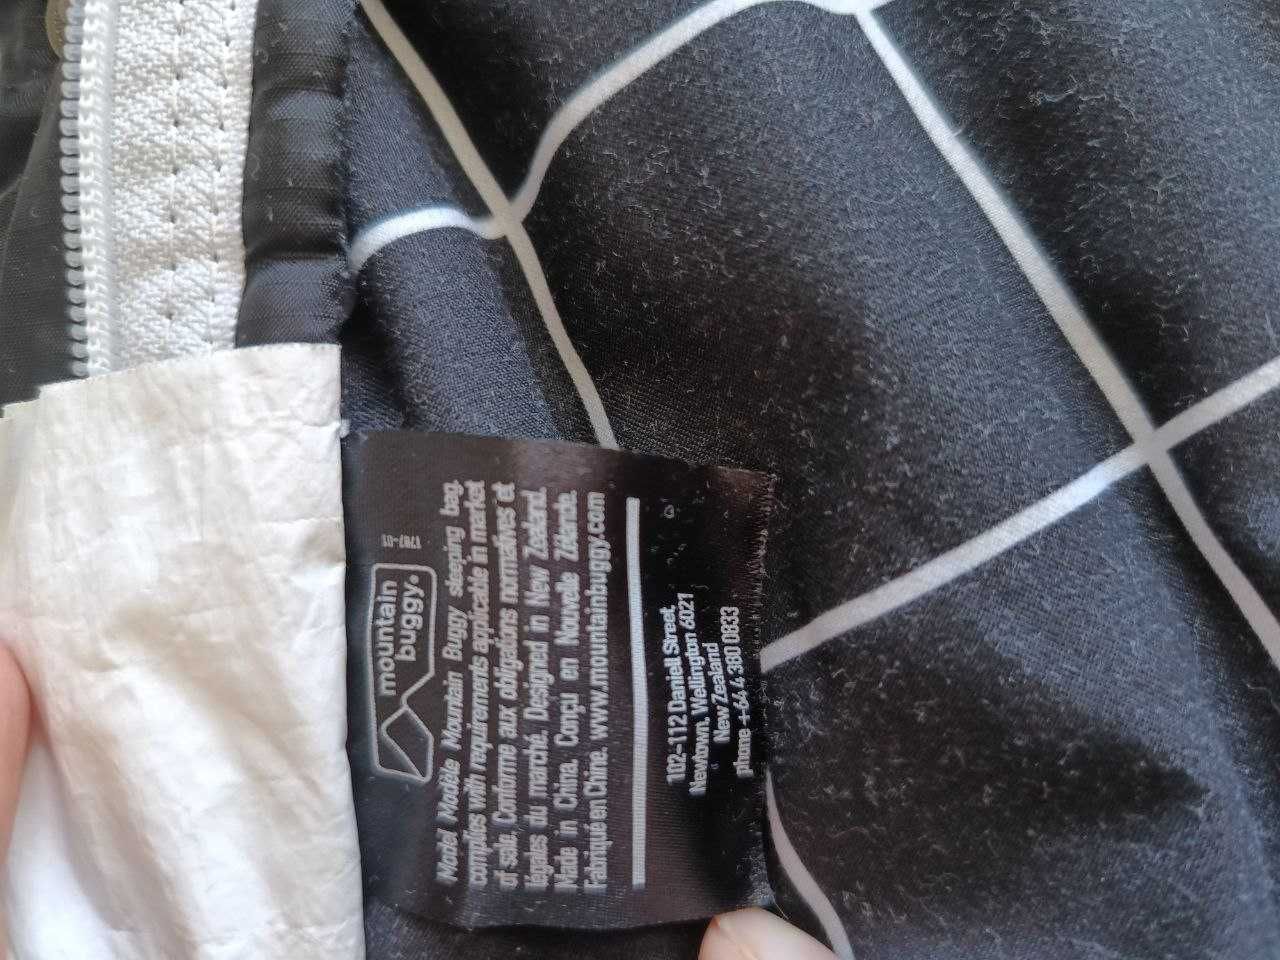 mountain
buggy.
1787-01
Model Modèle Mountain Buggy sleeping bag.
complies with requirements applicable in market
of sale. Conforme aux obligations normatives et
légales du marché. Designed in New Zealand.
Made in China. Conçu en Nouvelle Zélande.
Fabriqué en Chine. www.mountainbuggy.com
102-112 Daniell Street,
Newtown, Wellington 6021
New Zealand
phone ++64 4 380 0833